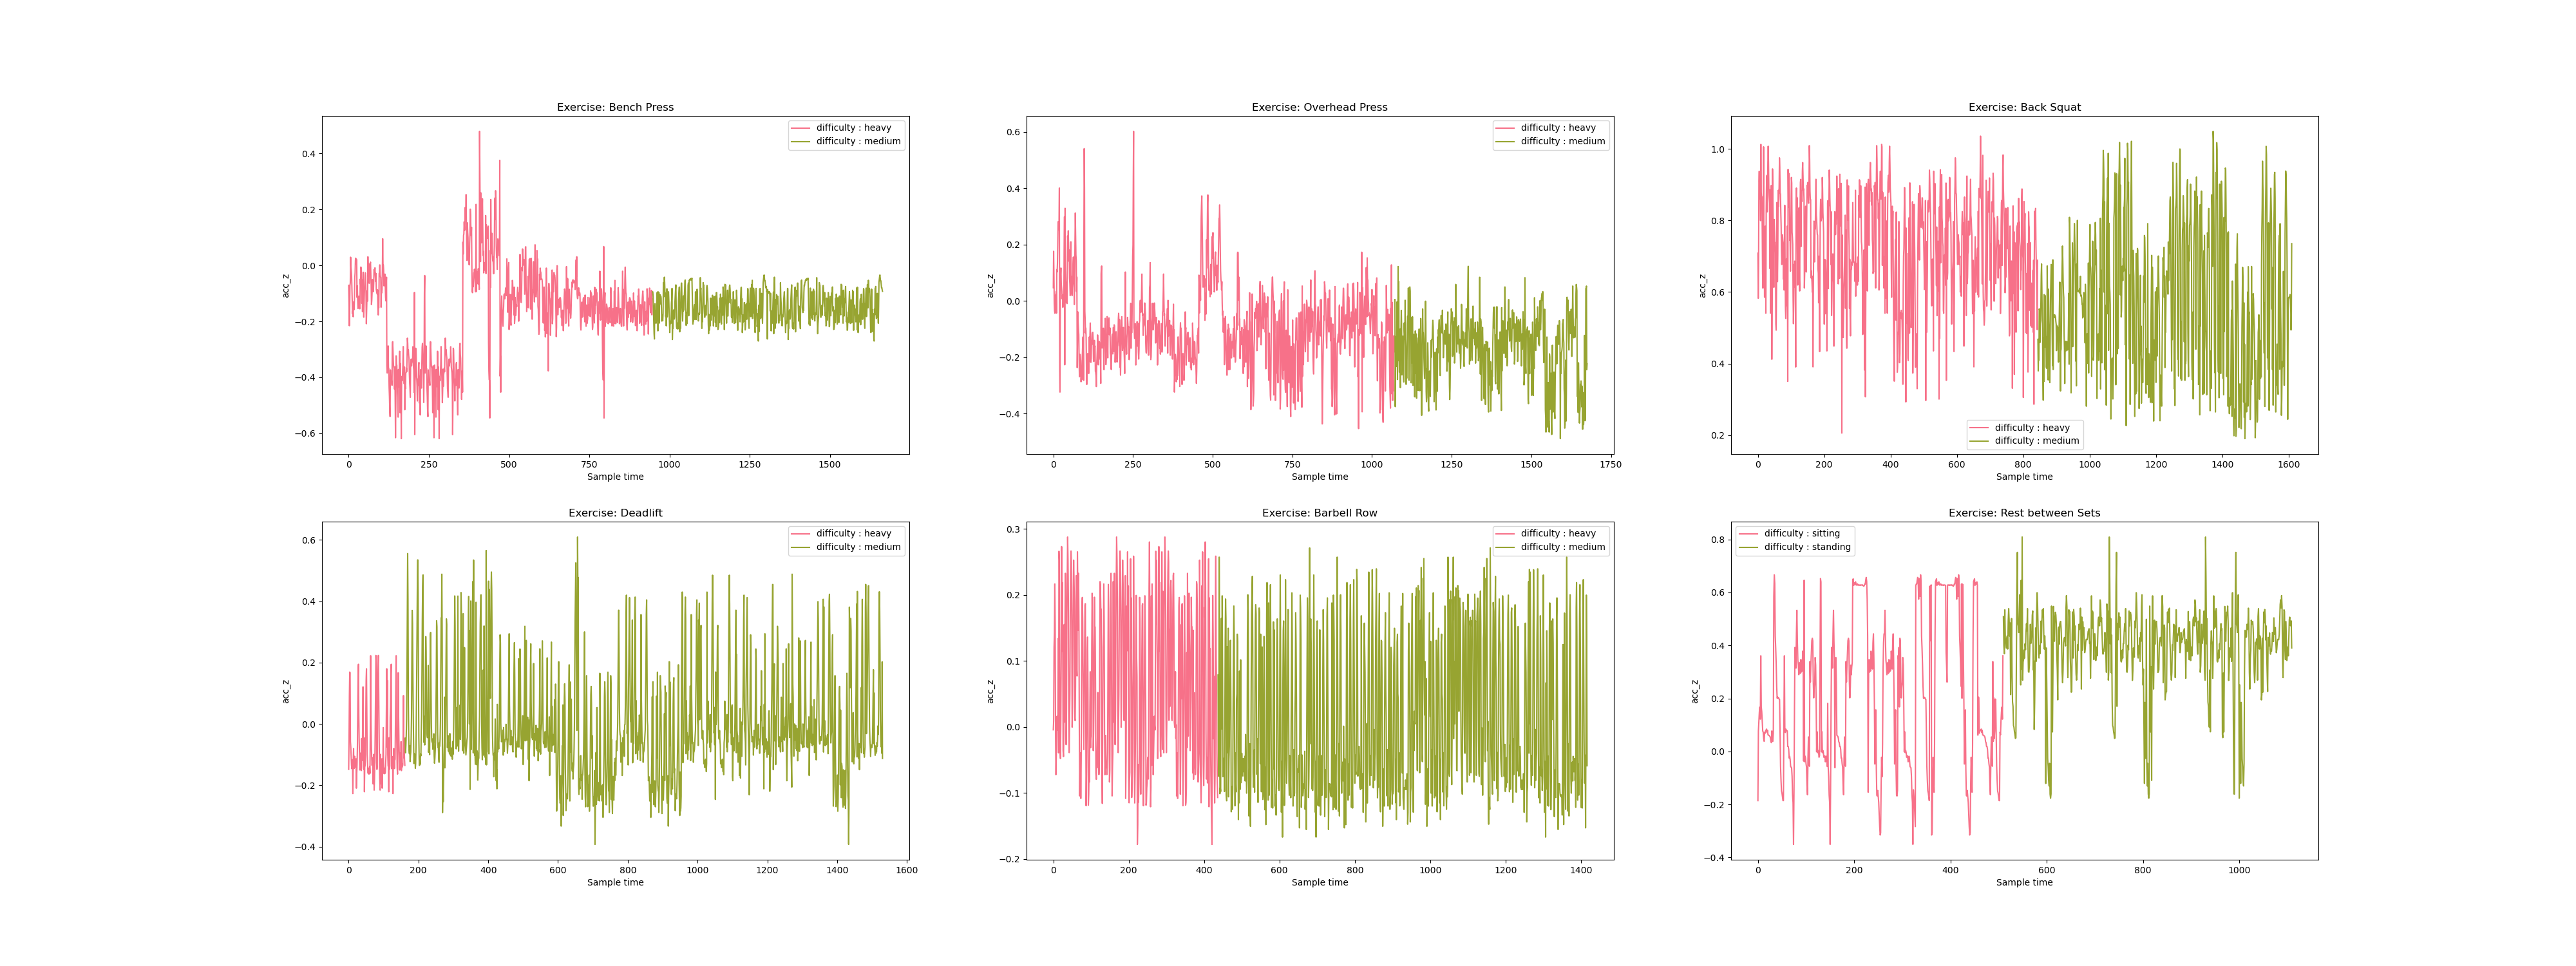 Exercise: Bench Press
difficulty : heavy
difficulty : medium
acc_z
0.4
0.2
0.0
−0.2
−0.4
−0.6
0 250 500 750 1000 1250 1500
Sample time
Exercise: Overhead Press
difficulty : heavy
difficulty : medium
acc_z
0.6
0.4
0.2
0.0
−0.2
−0.4
0 250 500 750 1000 1250 1500 1750
Sample time
Exercise: Back Squat
acc_z
1.0
0.8
0.6
0.4
0.2
difficulty : heavy
difficulty : medium
0 200 400 600 800 1000 1200 1400 1600
Sample time
Exercise: Deadlift
difficulty : heavy
difficulty : medium
acc_z
0.6
0.4
0.2
0.0
−0.2
−0.4
0 200 400 600 800 1000 1200 1400 1600
Sample time
Exercise: Barbell Row
difficulty : heavy
difficulty : medium
acc_z
0.3
0.2
0.1
0.0
−0.1
−0.2
0 200 400 600 800 1000 1200 1400
Sample time
Exercise: Rest between Sets
difficulty : sitting
difficulty : standing
acc_z
0.8
0.6
0.4
0.2
0.0
−0.2
−0.4
0 200 400 600 800 1000
Sample time